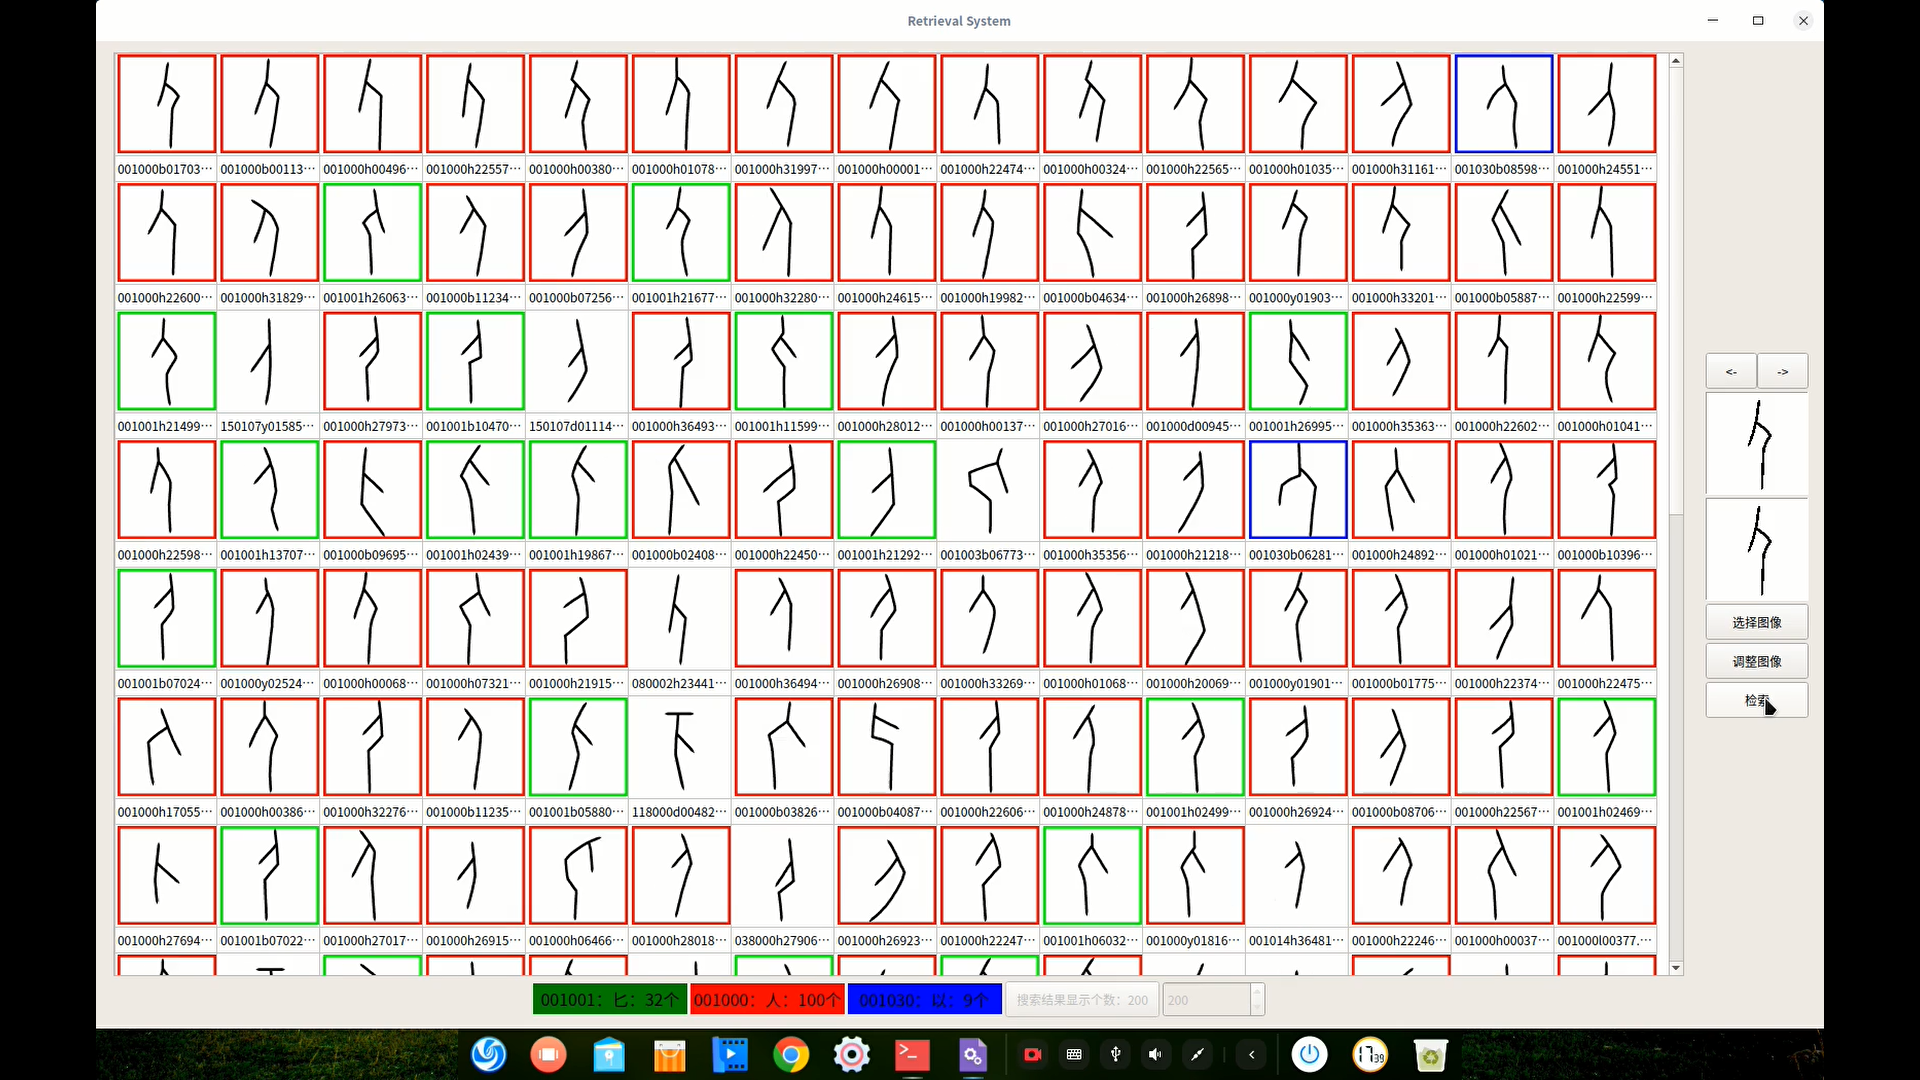 Retrieval System
001000b01703··· 001000b00113··· 001000h00496··· 001000h22557··· 001000h00380··· 001000h01078··· 001000h31997··· 001000h00001··· 001000h22474··· 001000h00324··· 001000h22565··· 001000h01035··· 001000h31161··· 001030b08598··· 001000h24551···
001000h22600··· 001000h31829··· 001001h26063··· 001000b11234··· 001000b07256··· 001001h21677··· 001000h32280··· 001000h24615··· 001000h19982··· 001000b04634··· 001000h26898··· 001000y01903··· 001000h33201··· 001000b05887··· 001000h22599···
001001h21499··· 150107y01585··· 001000h27973··· 001001b10470··· 150107d01114··· 001000h36493··· 001001h11599··· 001000h28012··· 001000h00137··· 001000h27016··· 001000d00945··· 001001h26995··· 001000h35363··· 001000h22602··· 001000h01041···
001000h22598··· 001001h13707··· 001000b09695··· 001001h02439··· 001001h19867··· 001000b02408··· 001000h22450··· 001001h21292··· 001003b06773··· 001000h35356··· 001000h21218··· 001030b06281··· 001000h24892··· 001000h01021··· 001000b10396···
001001b07024··· 001000y02524··· 001000h00068··· 001000h07321··· 001000h21915··· 080002h23441··· 001000h36494··· 001000h26908··· 001000h33269··· 001000h01068··· 001000h20069··· 001000y01901··· 001000b01775··· 001000h22374··· 001000h22475···
001000h17055··· 001000h00386··· 001000h32276··· 001000b11235··· 001001b05880··· 118000d00482··· 001000b03826··· 001000b04087··· 001000h22606··· 001000h24878··· 001001h02499··· 001000h26924··· 001000b08706··· 001000h22567··· 001001h02469···
001000h27694··· 001001b07022··· 001000h27017··· 001000h26915··· 001000h06466··· 001000h28018··· 038000h27906··· 001000h26923··· 001000h22247··· 001001h06032··· 001000y01816··· 001014h36481··· 001000h22246··· 001000h00037··· 001000l00377.···
<- ->
选择图像
调整图像
检索
001001：匕：32个 001000：人：100个 001030：以：9个 搜索结果显示个数：200 200
17 39